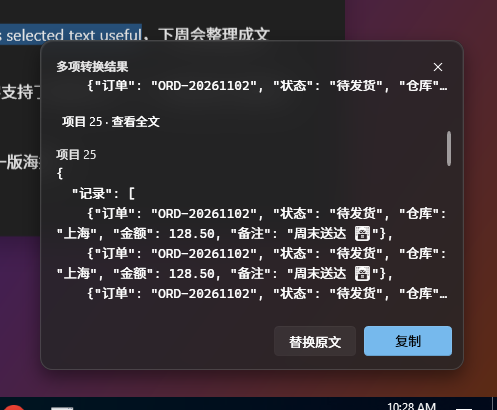 s selected text useful，下周会整理成文
多项转换结果
{"订单": "ORD-20261102", "状态": "待发货", "仓库"…
支持了
项目 25 · 查看全文
一版海
项目 25
{
"记录": [
{"订单": "ORD-20261102", "状态": "待发货", "仓库":
"上海", "金额": 128.50, "备注": "周末送达 "},
{"订单": "ORD-20261102", "状态": "待发货", "仓库":
"上海", "金额": 128.50, "备注": "周末送达 "},
{"订单": "ORD-20261102", "状态": "待发货", "仓库"…
替换原文
复制
10:28 AM